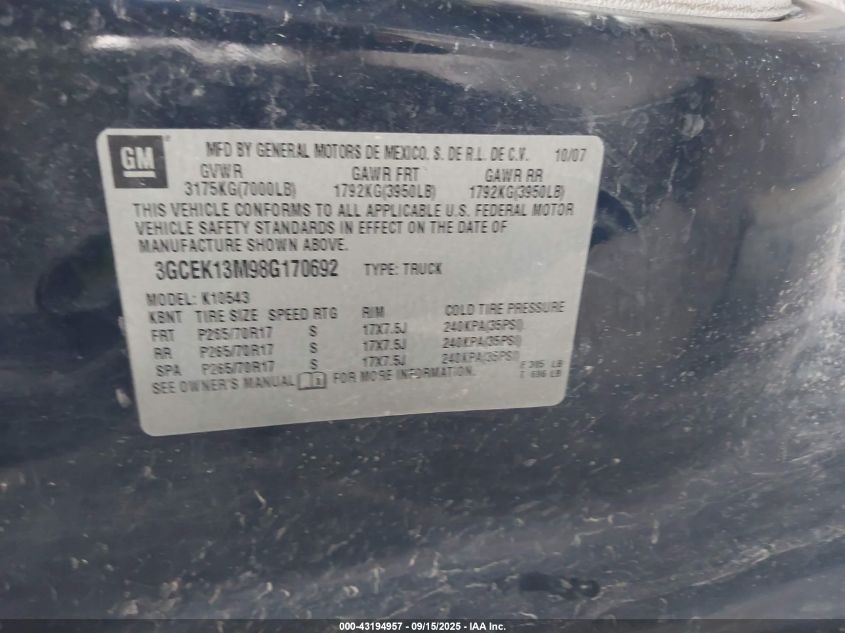 GM
MFD BY GENERAL MOTORS DE MEXICO, S. DE R.L. DE C.V. 10/07
GVWR GAWR FRT GAWR RR
3175KG(7000LB) 1792KG(3950LB) 1792KG(3950LB)
THIS VEHICLE CONFORMS TO ALL APPLICABLE U.S. FEDERAL MOTOR
VEHICLE SAFETY STANDARDS IN EFFECT ON THE DATE OF
MANUFACTURE SHOWN ABOVE.
3GCEK13M98G170692 TYPE: TRUCK
MODEL: K10543
KBNT TIRE SIZE SPEED RTG RIM COLD TIRE PRESSURE
FRT P265/70R17 S 17X7.5J 240KPA(35PSI)
RR P265/70R17 S 17X7.5J 240KPA(35PSI)
SPA P265/70R17 S 17X7.5J 240KPA(35PSI)
SEE OWNER'S MANUAL FOR MORE INFORMATION.
LB
T 696 LB
000-43194957 - 09/15/2025 - IAA Inc.